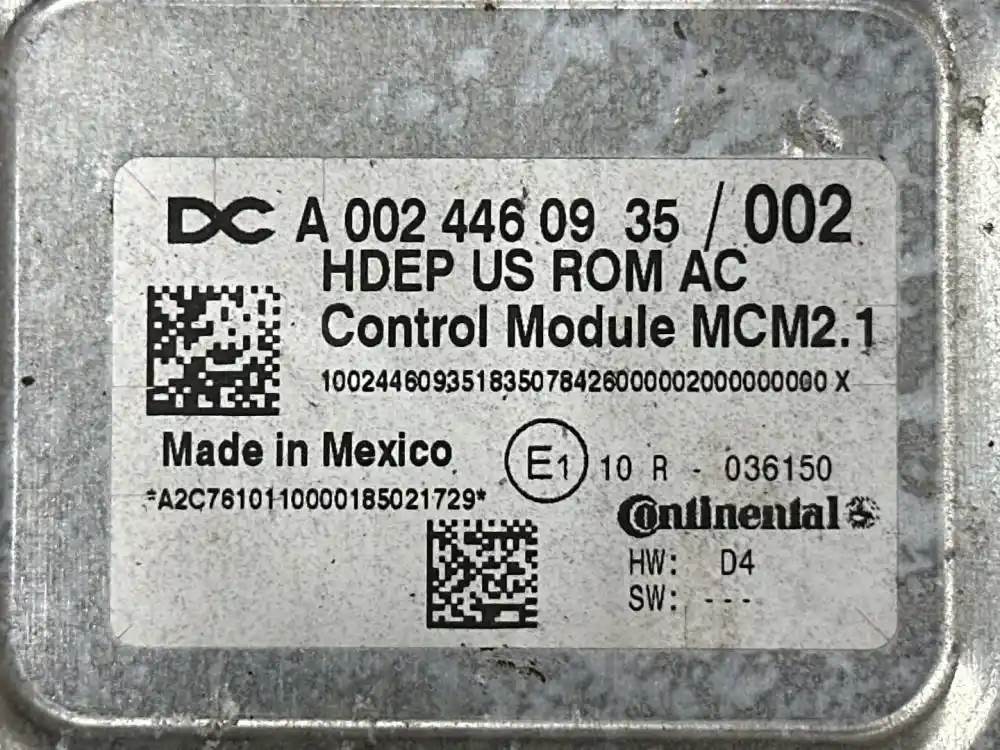 DC A 002 446 09 35 / 002
HDEP US ROM AC
Control Module MCM2.1
10024460935183507842600000200000000 X
Made in Mexico
E1 10 R - 036150
*A2C7610110000185021729*
Continental
HW: D4
SW: ---